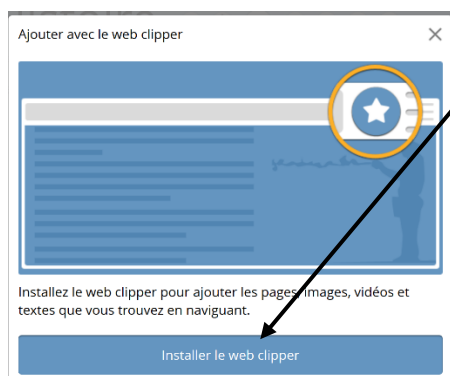 Ajouter avec le web clipper
Installez le web clipper pour ajouter les pages, images, vidéos et
textes que vous trouvez en naviguant.
Installer le web clipper